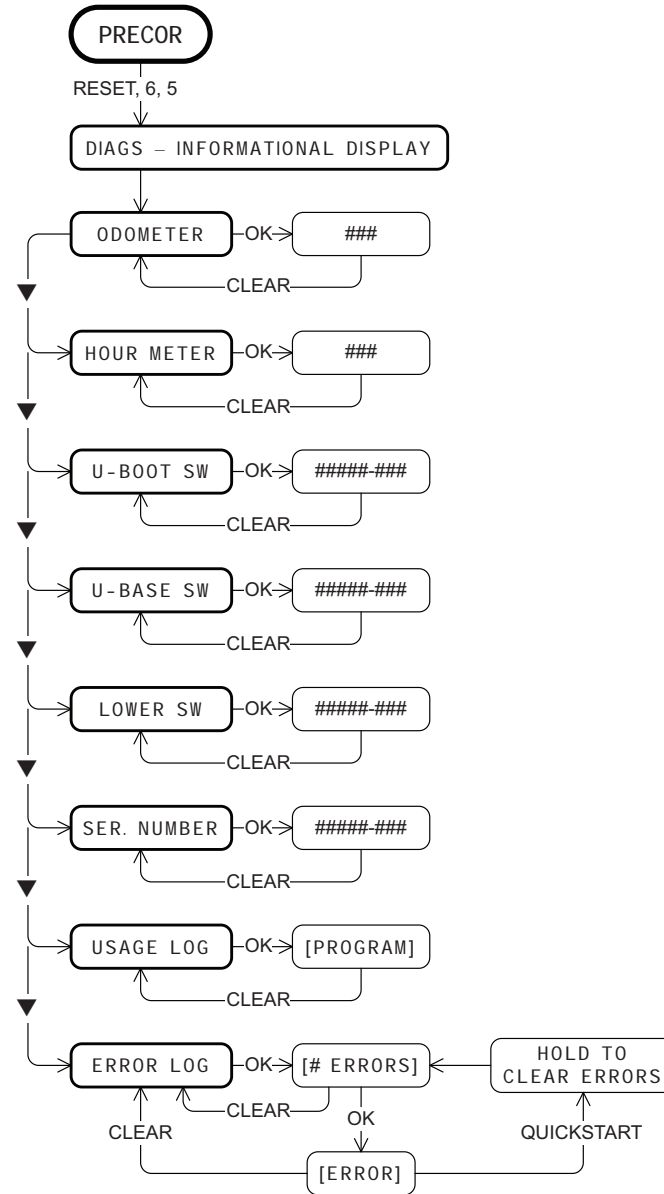 PRECOR
RESET, 6, 5
DIAGS – INFORMATIONAL DISPLAY
ODOMETER
OK
###
CLEAR
HOUR METER
OK
###
CLEAR
U-BOOT SW
OK
#####-###
CLEAR
U-BASE SW
OK
#####-###
CLEAR
LOWER SW
OK
#####-###
CLEAR
SER. NUMBER
OK
#####-###
CLEAR
USAGE LOG
OK
[PROGRAM]
CLEAR
ERROR LOG
OK
[# ERRORS]
HOLD TO
CLEAR ERRORS
CLEAR
OK
CLEAR
QUICKSTART
[ERROR]